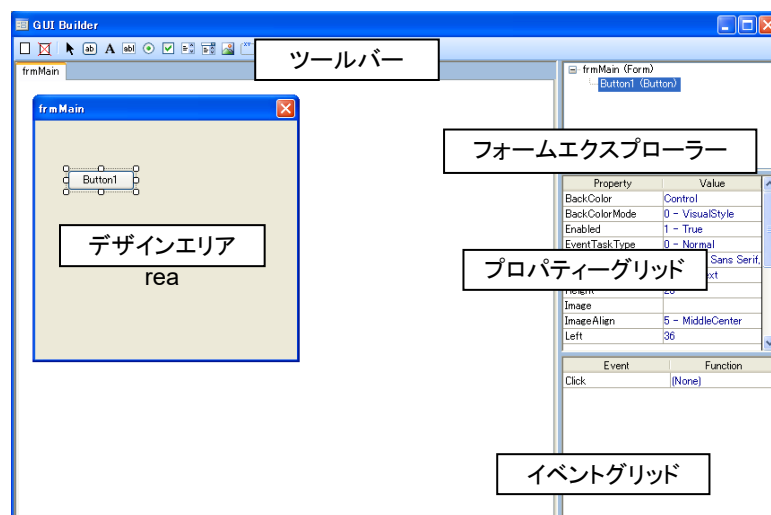 GUI Builder
ツールバー
frmMain
frmMain
Button1
デザインエリア
rea
frmMain (Form)
Button1 (Button)
フォームエクスプローラー
Property Value
BackColor Control
BackColorMode 0 - VisualStyle
Enabled 1 - True
EventTaskType 0 - Normal
Sans Serif,
プロパティーグリッド
Image
ImageAlign 5 - MiddleCenter
Left 36
Event Function
Click (None)
イベントグリッド